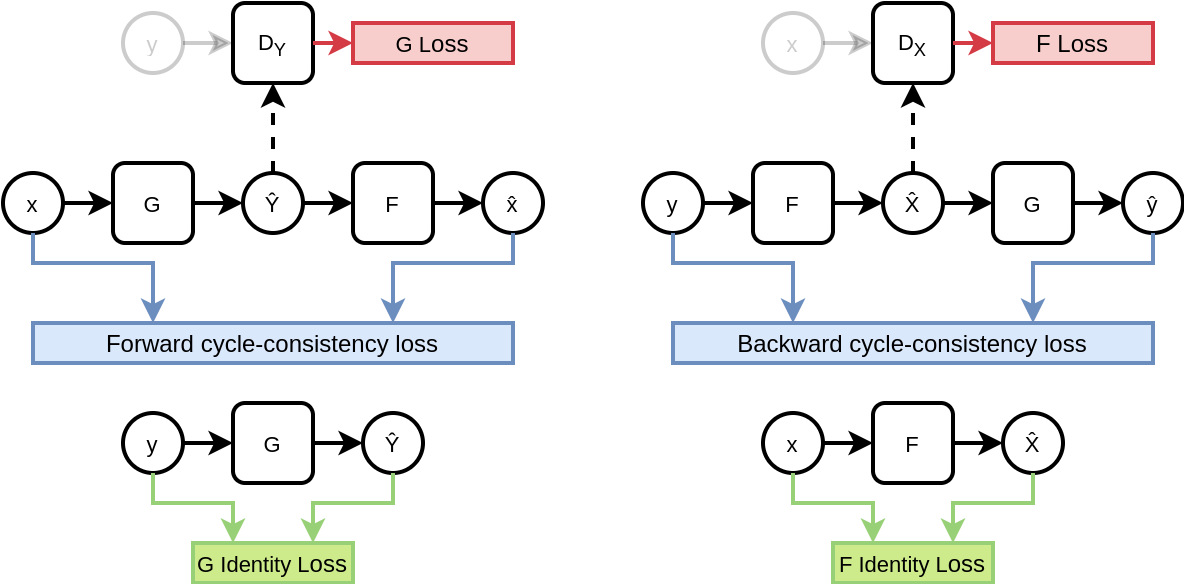 y D_Y G Loss
x D_X F Loss
x G Ŷ F x̂
y F X̂ G ŷ
Forward cycle-consistency loss
Backward cycle-consistency loss
y G Ŷ
x F X̂
G Identity Loss
F Identity Loss